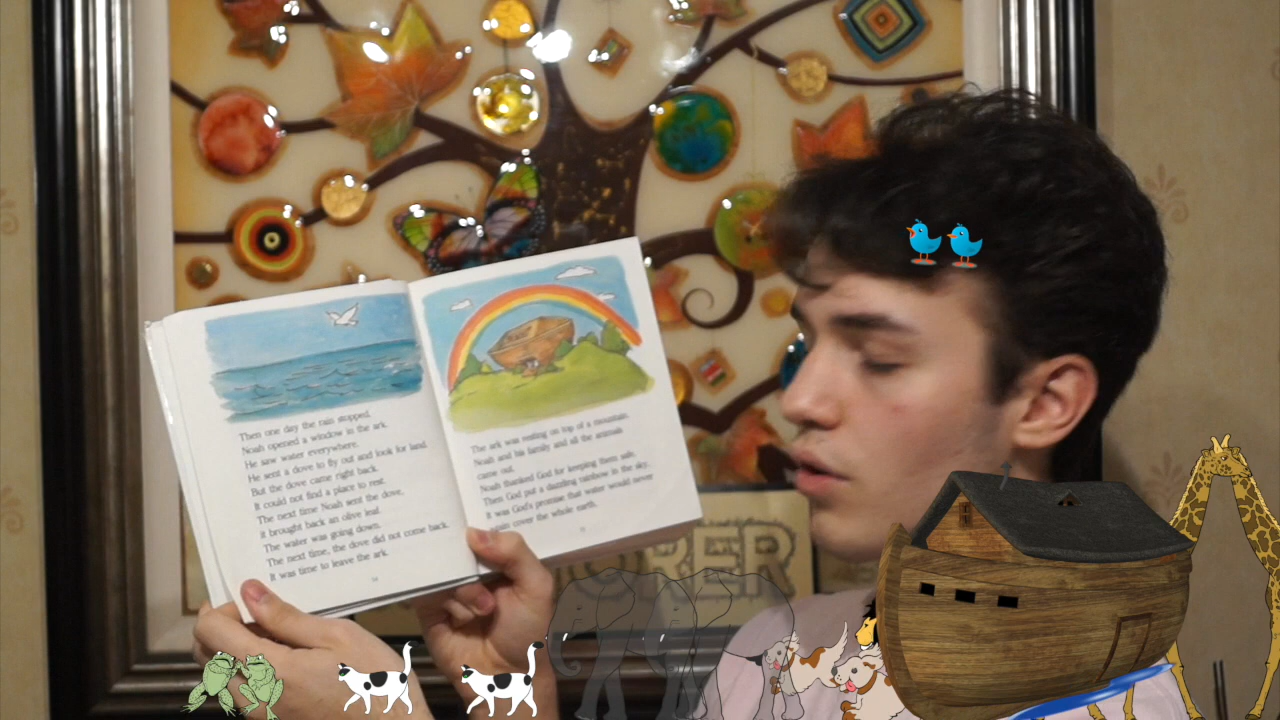 Then one day the rain stopped.
Noah opened a window in the ark.
He saw water everywhere.
He sent a dove to fly out and look for land.
But the dove came right back.
It could not find a place to rest.
The next time Noah sent the dove,
it brought back an olive leaf.
The water was going down.
The next time, the dove did not come back.
It was time to leave the ark.
The ark was resting on top of a mountain.
Noah and his family and all the animals
came out.
Noah thanked God for keeping them safe.
Then God put a dazzling rainbow in the sky.
It was God's promise that water would never
again cover the whole earth.
ORER